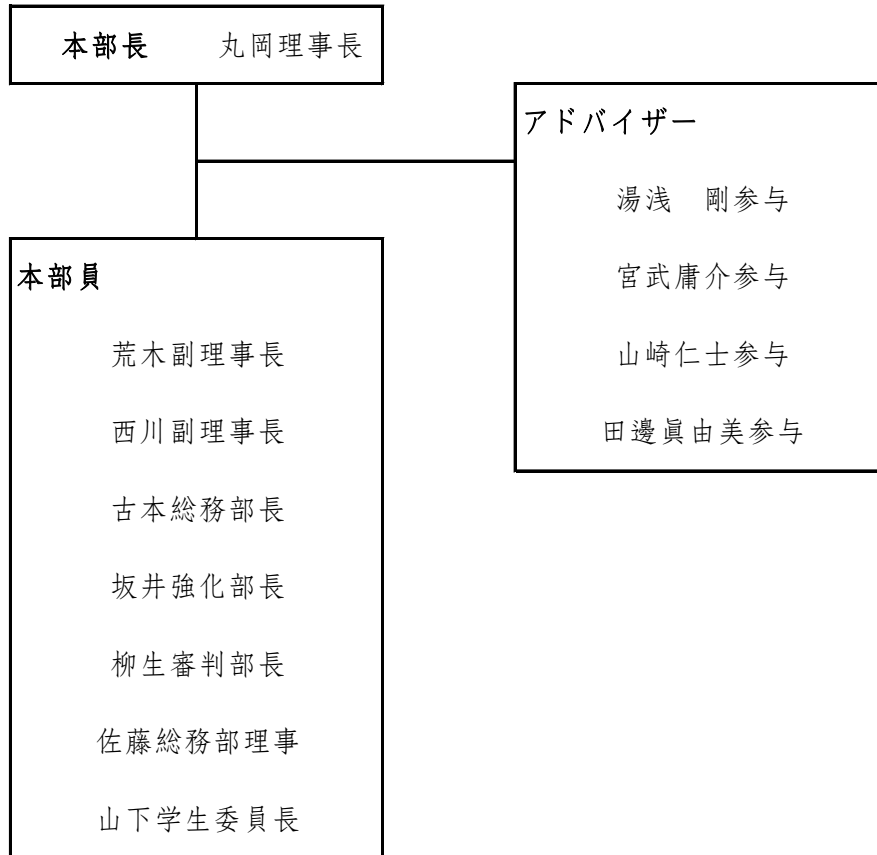 本部長　丸岡理事長
アドバイザー
湯浅　剛参与
宮武庸介参与
山崎仁士参与
田邊眞由美参与
本部員
荒木副理事長
西川副理事長
古本総務部長
坂井強化部長
柳生審判部長
佐藤総務部理事
山下学生委員長